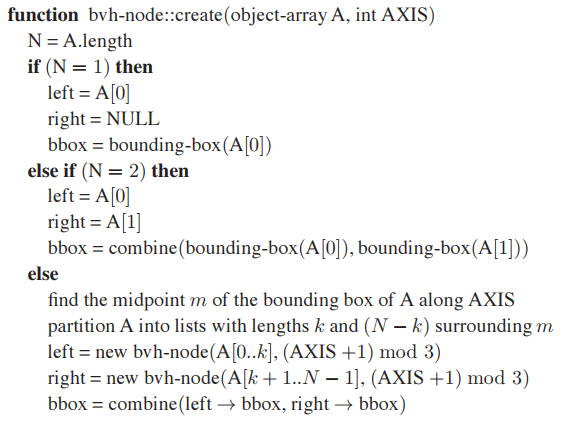 function bvh-node::create(object-array A, int AXIS)
N = A.length
if (N = 1) then
left = A[0]
right = NULL
bbox = bounding-box(A[0])
else if (N = 2) then
left = A[0]
right = A[1]
bbox = combine(bounding-box(A[0]), bounding-box(A[1]))
else
find the midpoint m of the bounding box of A along AXIS
partition A into lists with lengths k and (N − k) surrounding m
left = new bvh-node(A[0..k], (AXIS +1) mod 3)
right = new bvh-node(A[k + 1..N − 1], (AXIS +1) mod 3)
bbox = combine(left → bbox, right → bbox)